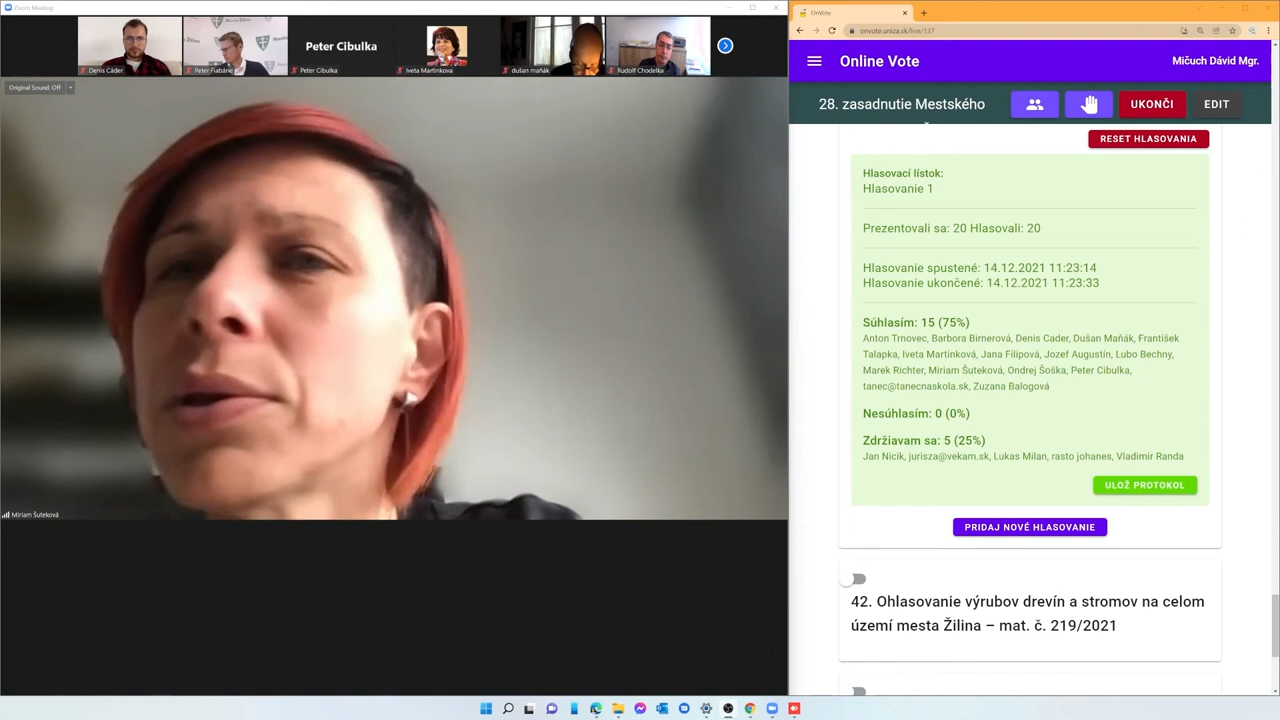 Zoom Meeting
Denis Cáder
Peter Fiabáne
Peter Cibulka
Peter Cibulka
Iveta Martinkova
dušan maňák
Rudolf Chodelka
Original Sound: Off
Miriam Šuteková
OnVote
onvote.uniza.sk/live/137
Online Vote
Mičuch Dávid Mgr.
28. zasadnutie Mestského
UKONČI
EDIT
RESET HLASOVANIA
Hlasovací lístok:
Hlasovanie 1
Prezentovali sa: 20 Hlasovali: 20
Hlasovanie spustené: 14.12.2021 11:23:14
Hlasovanie ukončené: 14.12.2021 11:23:33
Súhlasím: 15 (75%)
Anton Trnovec, Barbora Birnerová, Denis Cader, Dušan Maňák, František
Talapka, Iveta Martinková, Jana Filipová, Jozef Augustín, Lubo Bechny,
Marek Richter, Miriam Šuteková, Ondrej Šoška, Peter Cibulka,
tanec@tanecnaskola.sk, Zuzana Balogová
Nesúhlasím: 0 (0%)
Zdržiavam sa: 5 (25%)
Jan Nicik, jurisza@vekam.sk, Lukas Milan, rasto johanes, Vladimir Randa
ULOŽ PROTOKOL
PRIDAJ NOVÉ HLASOVANIE
42. Ohlasovanie výrubov drevín a stromov na celom
území mesta Žilina – mat. č. 219/2021